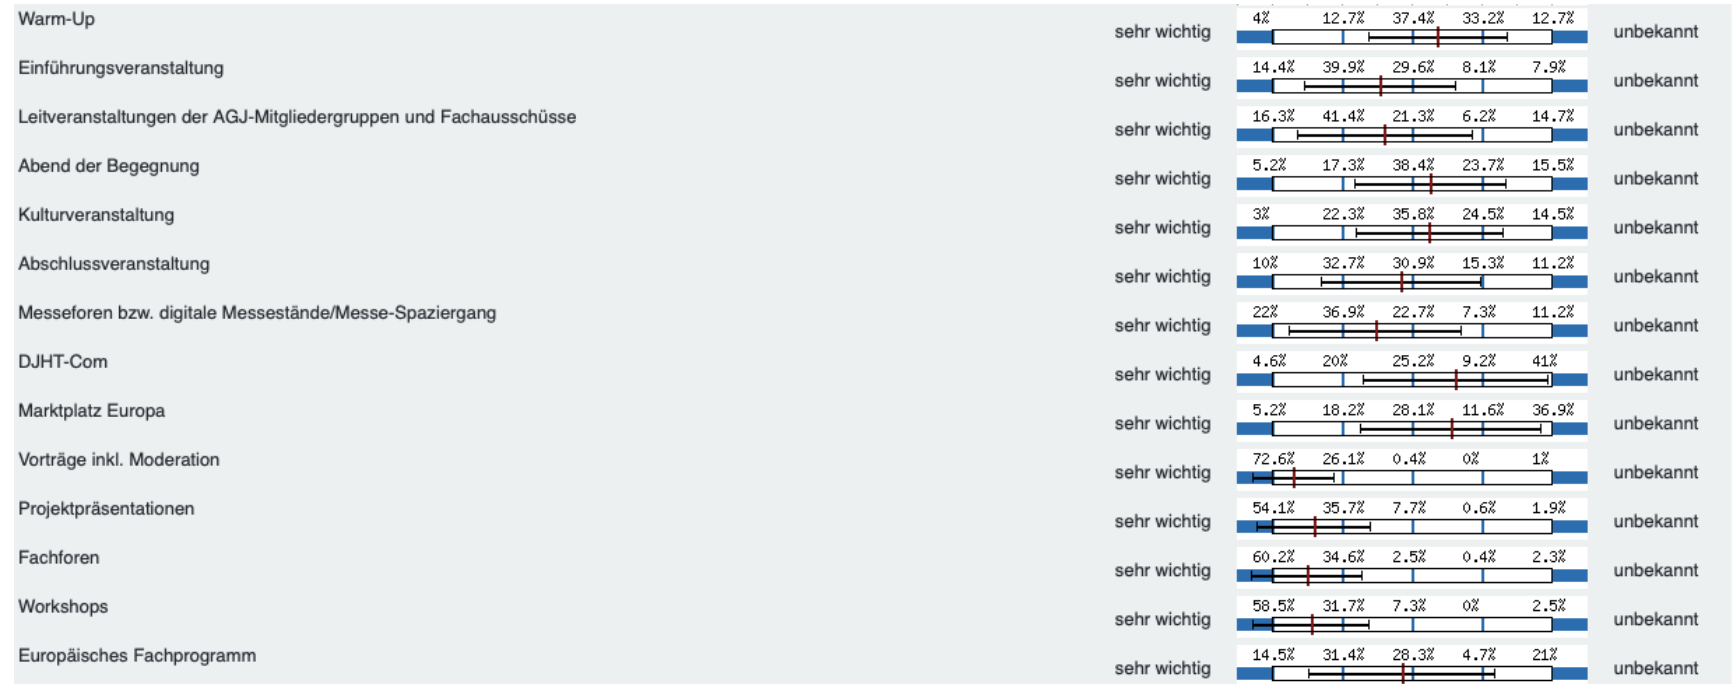 Warm-Up
sehr wichtig 4% 12.7% 37.4% 33.2% 12.7% unbekannt
Einführungsveranstaltung
sehr wichtig 14.4% 39.9% 29.6% 8.1% 7.9% unbekannt
Leitveranstaltungen der AGJ-Mitgliedergruppen und Fachausschüsse
sehr wichtig 16.3% 41.4% 21.3% 6.2% 14.7% unbekannt
Abend der Begegnung
sehr wichtig 5.2% 17.3% 38.4% 23.7% 15.5% unbekannt
Kulturveranstaltung
sehr wichtig 3% 22.3% 35.8% 24.5% 14.5% unbekannt
Abschlussveranstaltung
sehr wichtig 10% 32.7% 30.9% 15.3% 11.2% unbekannt
Messeforen bzw. digitale Messestände/Messe-Spaziergang
sehr wichtig 22% 36.9% 22.7% 7.3% 11.2% unbekannt
DJHT-Com
sehr wichtig 4.6% 20% 25.2% 9.2% 41% unbekannt
Marktplatz Europa
sehr wichtig 5.2% 18.2% 28.1% 11.6% 36.9% unbekannt
Vorträge inkl. Moderation
sehr wichtig 72.6% 26.1% 0.4% 0% 1% unbekannt
Projektpräsentationen
sehr wichtig 54.1% 35.7% 7.7% 0.6% 1.9% unbekannt
Fachforen
sehr wichtig 60.2% 34.6% 2.5% 0.4% 2.3% unbekannt
Workshops
sehr wichtig 58.5% 31.7% 7.3% 0% 2.5% unbekannt
Europäisches Fachprogramm
sehr wichtig 14.5% 31.4% 28.3% 4.7% 21% unbekannt